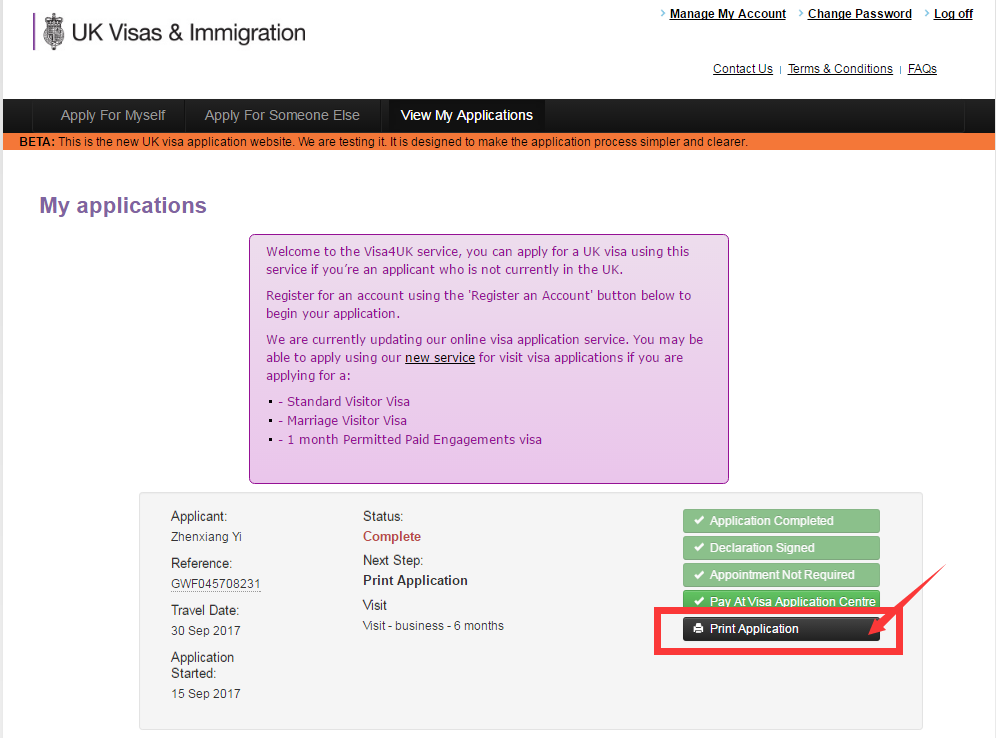 UK Visas & Immigration
Manage My Account Change Password Log off
Contact Us | Terms & Conditions | FAQs
Apply For Myself Apply For Someone Else View My Applications
BETA: This is the new UK visa application website. We are testing it. It is designed to make the application process simpler and clearer.
My applications
Welcome to the Visa4UK service, you can apply for a UK visa using this
service if you’re an applicant who is not currently in the UK.
Register for an account using the 'Register an Account' button below to
begin your application.
We are currently updating our online visa application service. You may be
able to apply using our new service for visit visa applications if you are
applying for a:
- Standard Visitor Visa
- Marriage Visitor Visa
- 1 month Permitted Paid Engagements visa
Applicant:
Zhenxiang Yi
Reference:
GWF045708231
Travel Date:
30 Sep 2017
Application
Started:
15 Sep 2017
Status:
Complete
Next Step:
Print Application
Visit
Visit - business - 6 months
Application Completed
Declaration Signed
Appointment Not Required
Pay At Visa Application Centre
Print Application